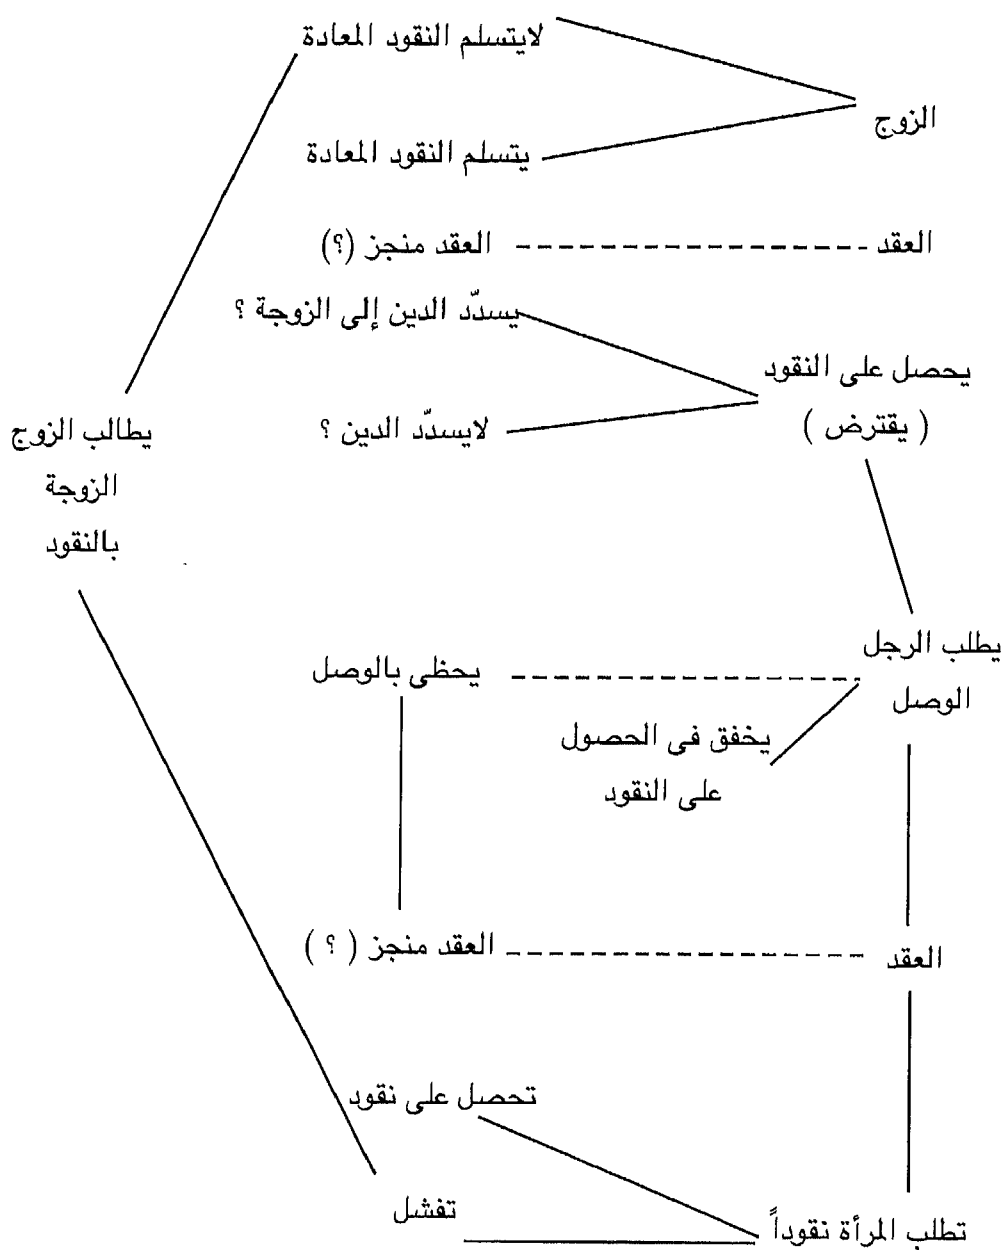 لايتسلم النقود المعادة
الزوج
يتسلم النقود المعادة
العقد
العقد منجز (؟)
يسدّد الدين إلى الزوجة ؟
يحصل على النقود
( يقترض )
لايسدّد الدين ؟
يطالب الزوج
الزوجة
بالنقود
يطلب الرجل
الوصل
يحظى بالوصل
يخفق فى الحصول
على النقود
العقد
العقد منجز ( ؟ )
تحصل على نقود
تطلب المرأة نقوداً
تفشل